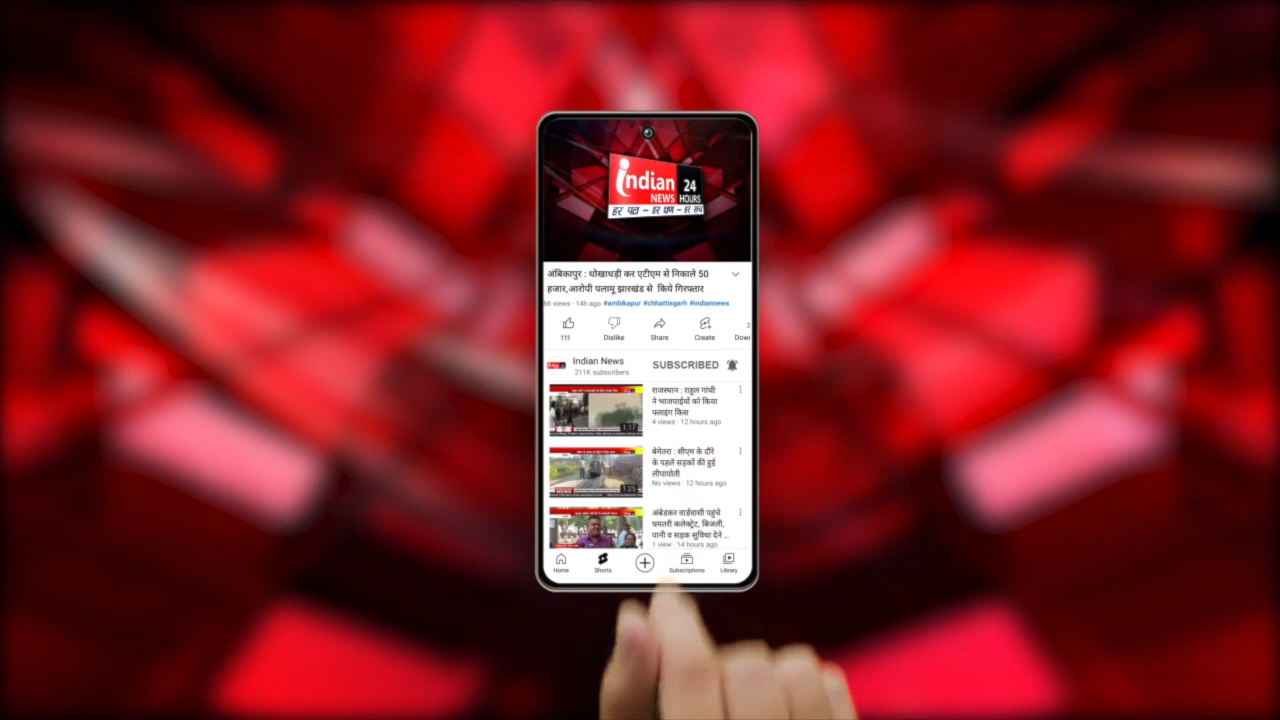 indian
NEWS
24
HOURS
हर पल - हर क्षण - हर सच
अंबिकापुर : धोखाधड़ी कर एटीएम से निकाले 50
हजार,आरोपी पलामू झारखंड से किये गिरफ्तार
66 views · 14h ago #ambikapur #chhattisgarh #indiannews
111
Dislike
Share
Create
Indian News
211K subscribers
SUBSCRIBED
राजस्थान : राहुल गांधी
ने भाजपाईयों को किया
फ्लाइंग किस
4 views · 12 hours ago
1:17
बेमेतरा : सीएम के दौरे
के पहले सड़कों की हुई
लीपापोती
No views · 12 hours ago
1:25
अंबेडकर वार्डवासी पहुंचे
धमतरी कलेक्ट्रेट, बिजली,
पानी व सड़क सुविधा देने ...
1 view · 14 hours ago
Home
Shorts
Subscriptions
Library